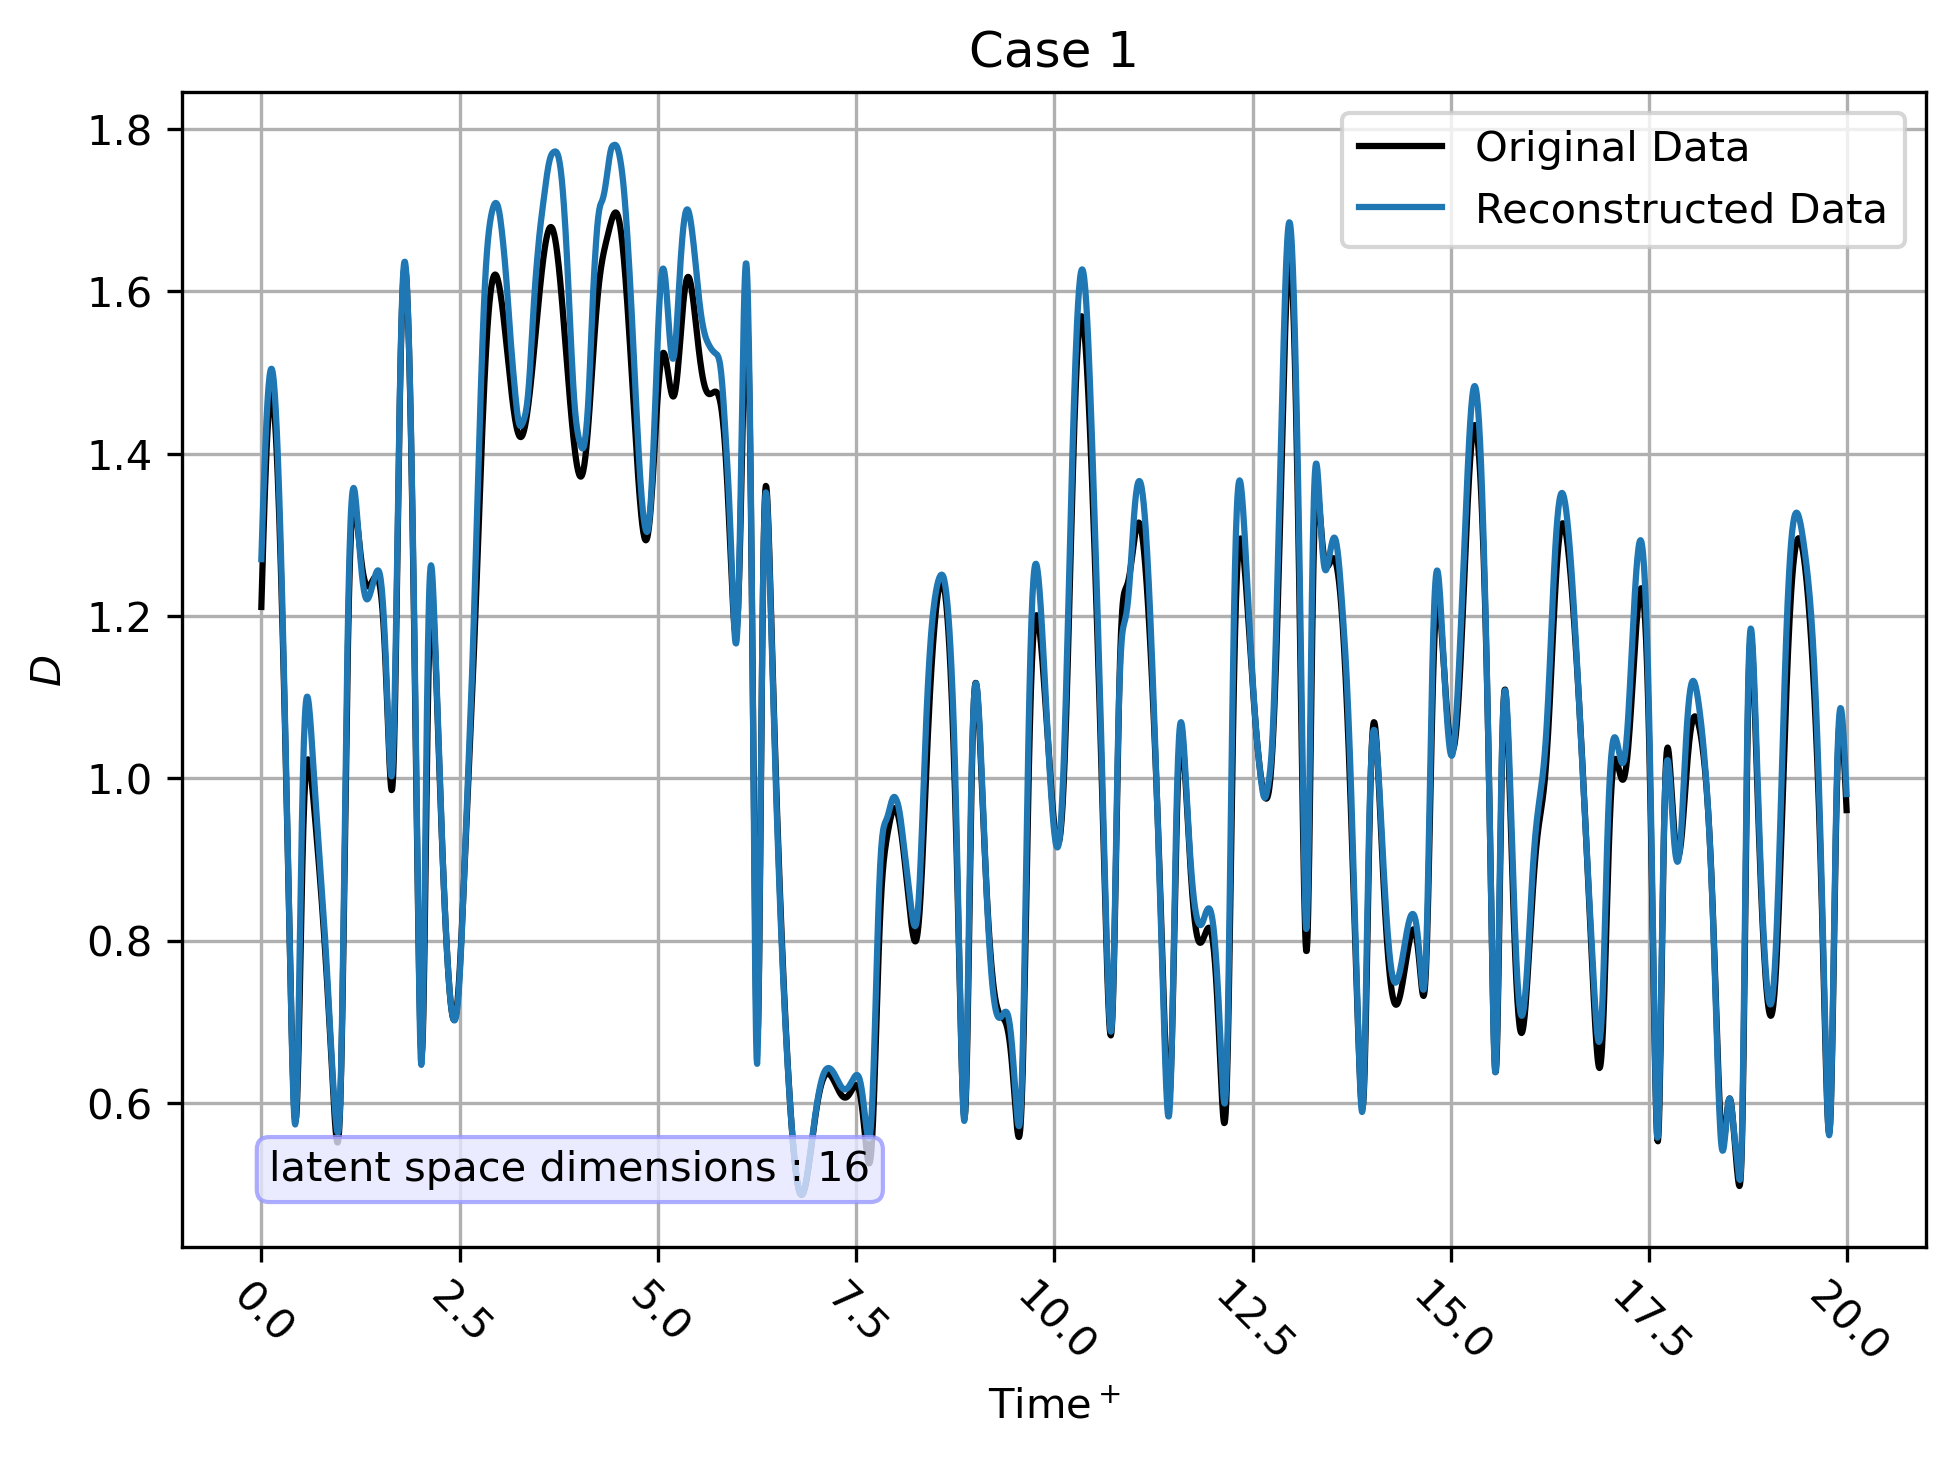 Case 1
1.8
1.6
1.4
1.2
1.0
0.8
0.6
D
Original Data
Reconstructed Data
latent space dimensions : 16
0.0
2.5
5.0
7.5
10.0
12.5
15.0
17.5
20.0
Time⁺